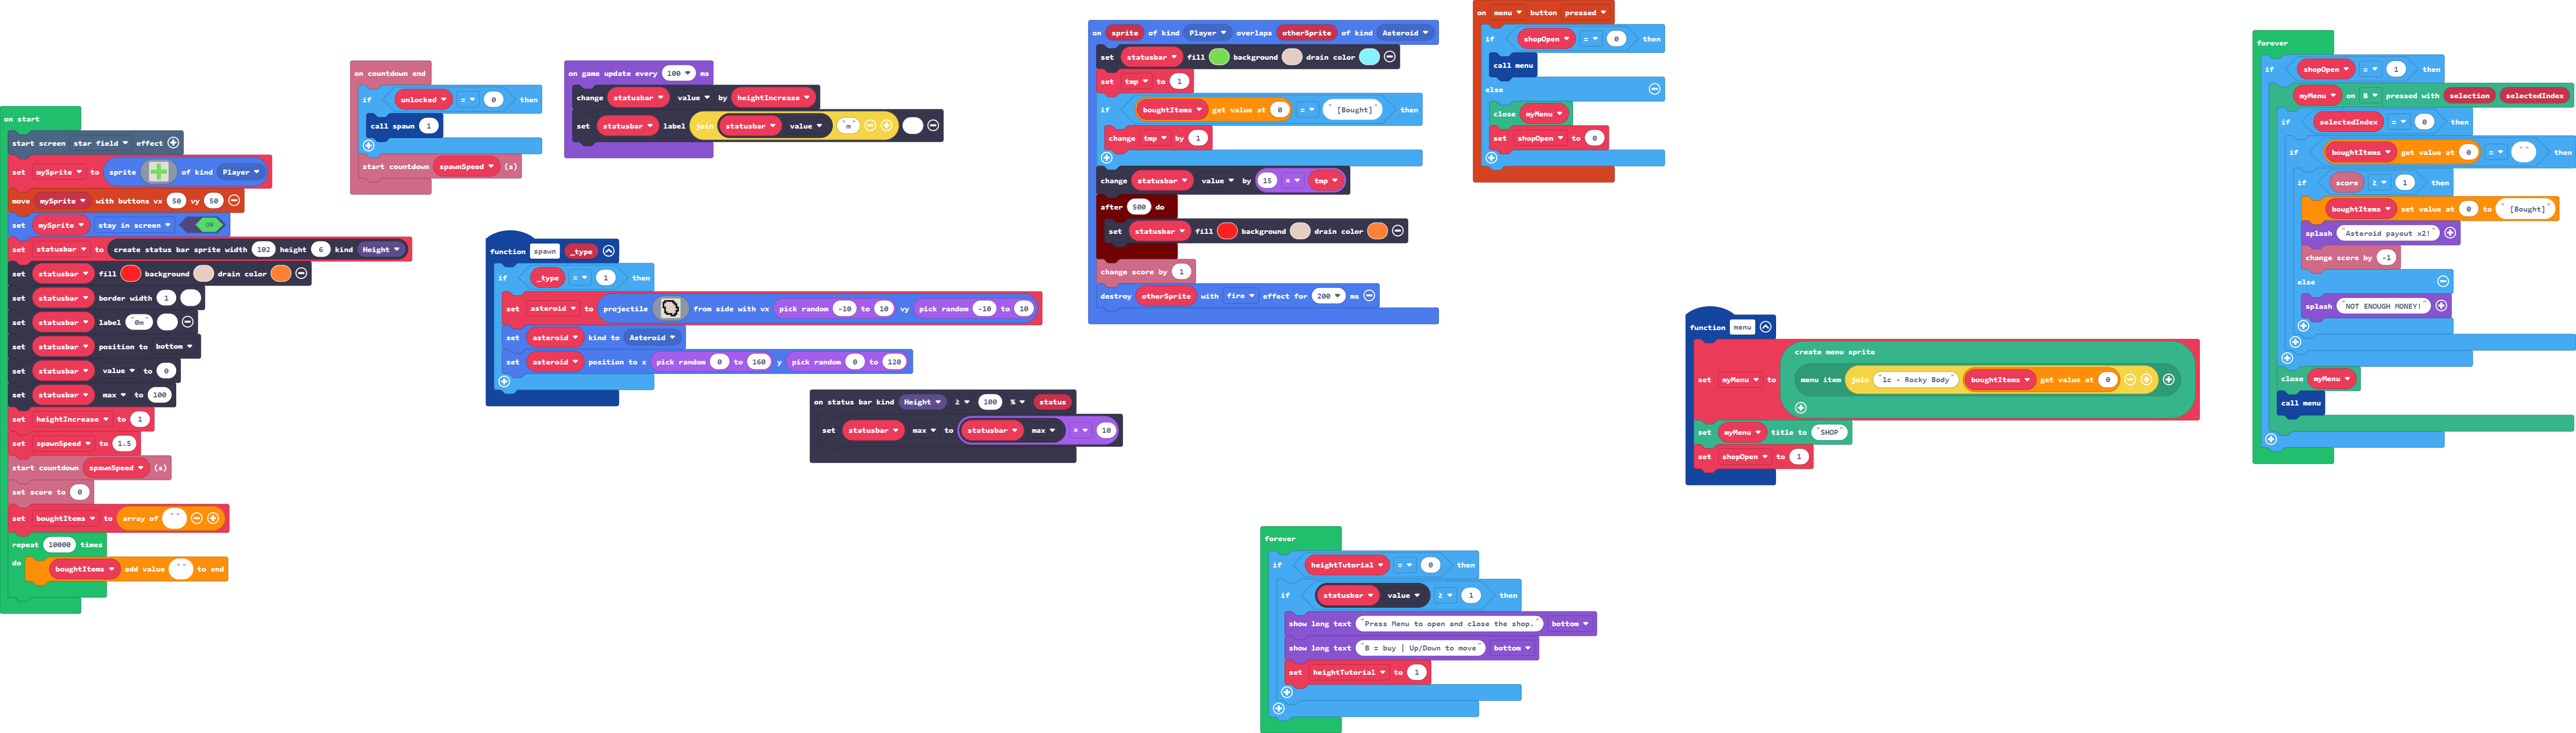 on start
start screen star field effect
set mySprite to sprite of kind Player
move mySprite with buttons vx 50 vy 50
set mySprite stay in screen ON
set statusbar to create status bar sprite width 102 height 6 kind Height
set statusbar fill background drain color
set statusbar border width 1
set statusbar label "0m"
set statusbar position to bottom
set statusbar value to 0
set statusbar max to 100
set heightIncrease to 1
set spawnSpeed to 1.5
start countdown spawnSpeed (s)
set score to 0
set boughtItems to array of " "
repeat 10000 times
do boughtItems add value " " to end
on countdown end
if unlocked = 0 then
call spawn 1
start countdown spawnSpeed (s)
on game update every 100 ms
change statusbar value by heightIncrease
set statusbar label join statusbar value "m"
function spawn _type
if _type = 1 then
set asteroid to projectile from side with vx pick random -10 to 10 vy pick random -10 to 10
set asteroid kind to Asteroid
set asteroid position to x pick random 0 to 160 y pick random 0 to 120
on status bar kind Height ≥ 100 % status
set statusbar max to statusbar max × 10
on sprite of kind Player overlaps otherSprite of kind Asteroid
set statusbar fill background drain color
set tmp to 1
if boughtItems get value at 0 = " [Bought]" then
change tmp by 1
change statusbar value by 15 × tmp
after 500 do
set statusbar fill background drain color
change score by 1
destroy otherSprite with fire effect for 200 ms
on menu button pressed
if shopOpen = 0 then
call menu
else
close myMenu
set shopOpen to 0
forever
if heightTutorial = 0 then
if statusbar value ≥ 1 then
show long text "Press Menu to open and close the shop." bottom
show long text "B = buy | Up/Down to move" bottom
set heightTutorial to 1
function menu
set myMenu to create menu sprite
menu item join "1c - Rocky Body" boughtItems get value at 0
set myMenu title to "SHOP"
set shopOpen to 1
forever
if shopOpen = 1 then
myMenu on B pressed with selection selectedIndex
if selectedIndex = 0 then
if boughtItems get value at 0 = " " then
if score ≥ 1 then
boughtItems set value at 0 to " [Bought]"
splash "Asteroid payout x2!"
change score by -1
else
splash "NOT ENOUGH MONEY!"
close myMenu
call menu